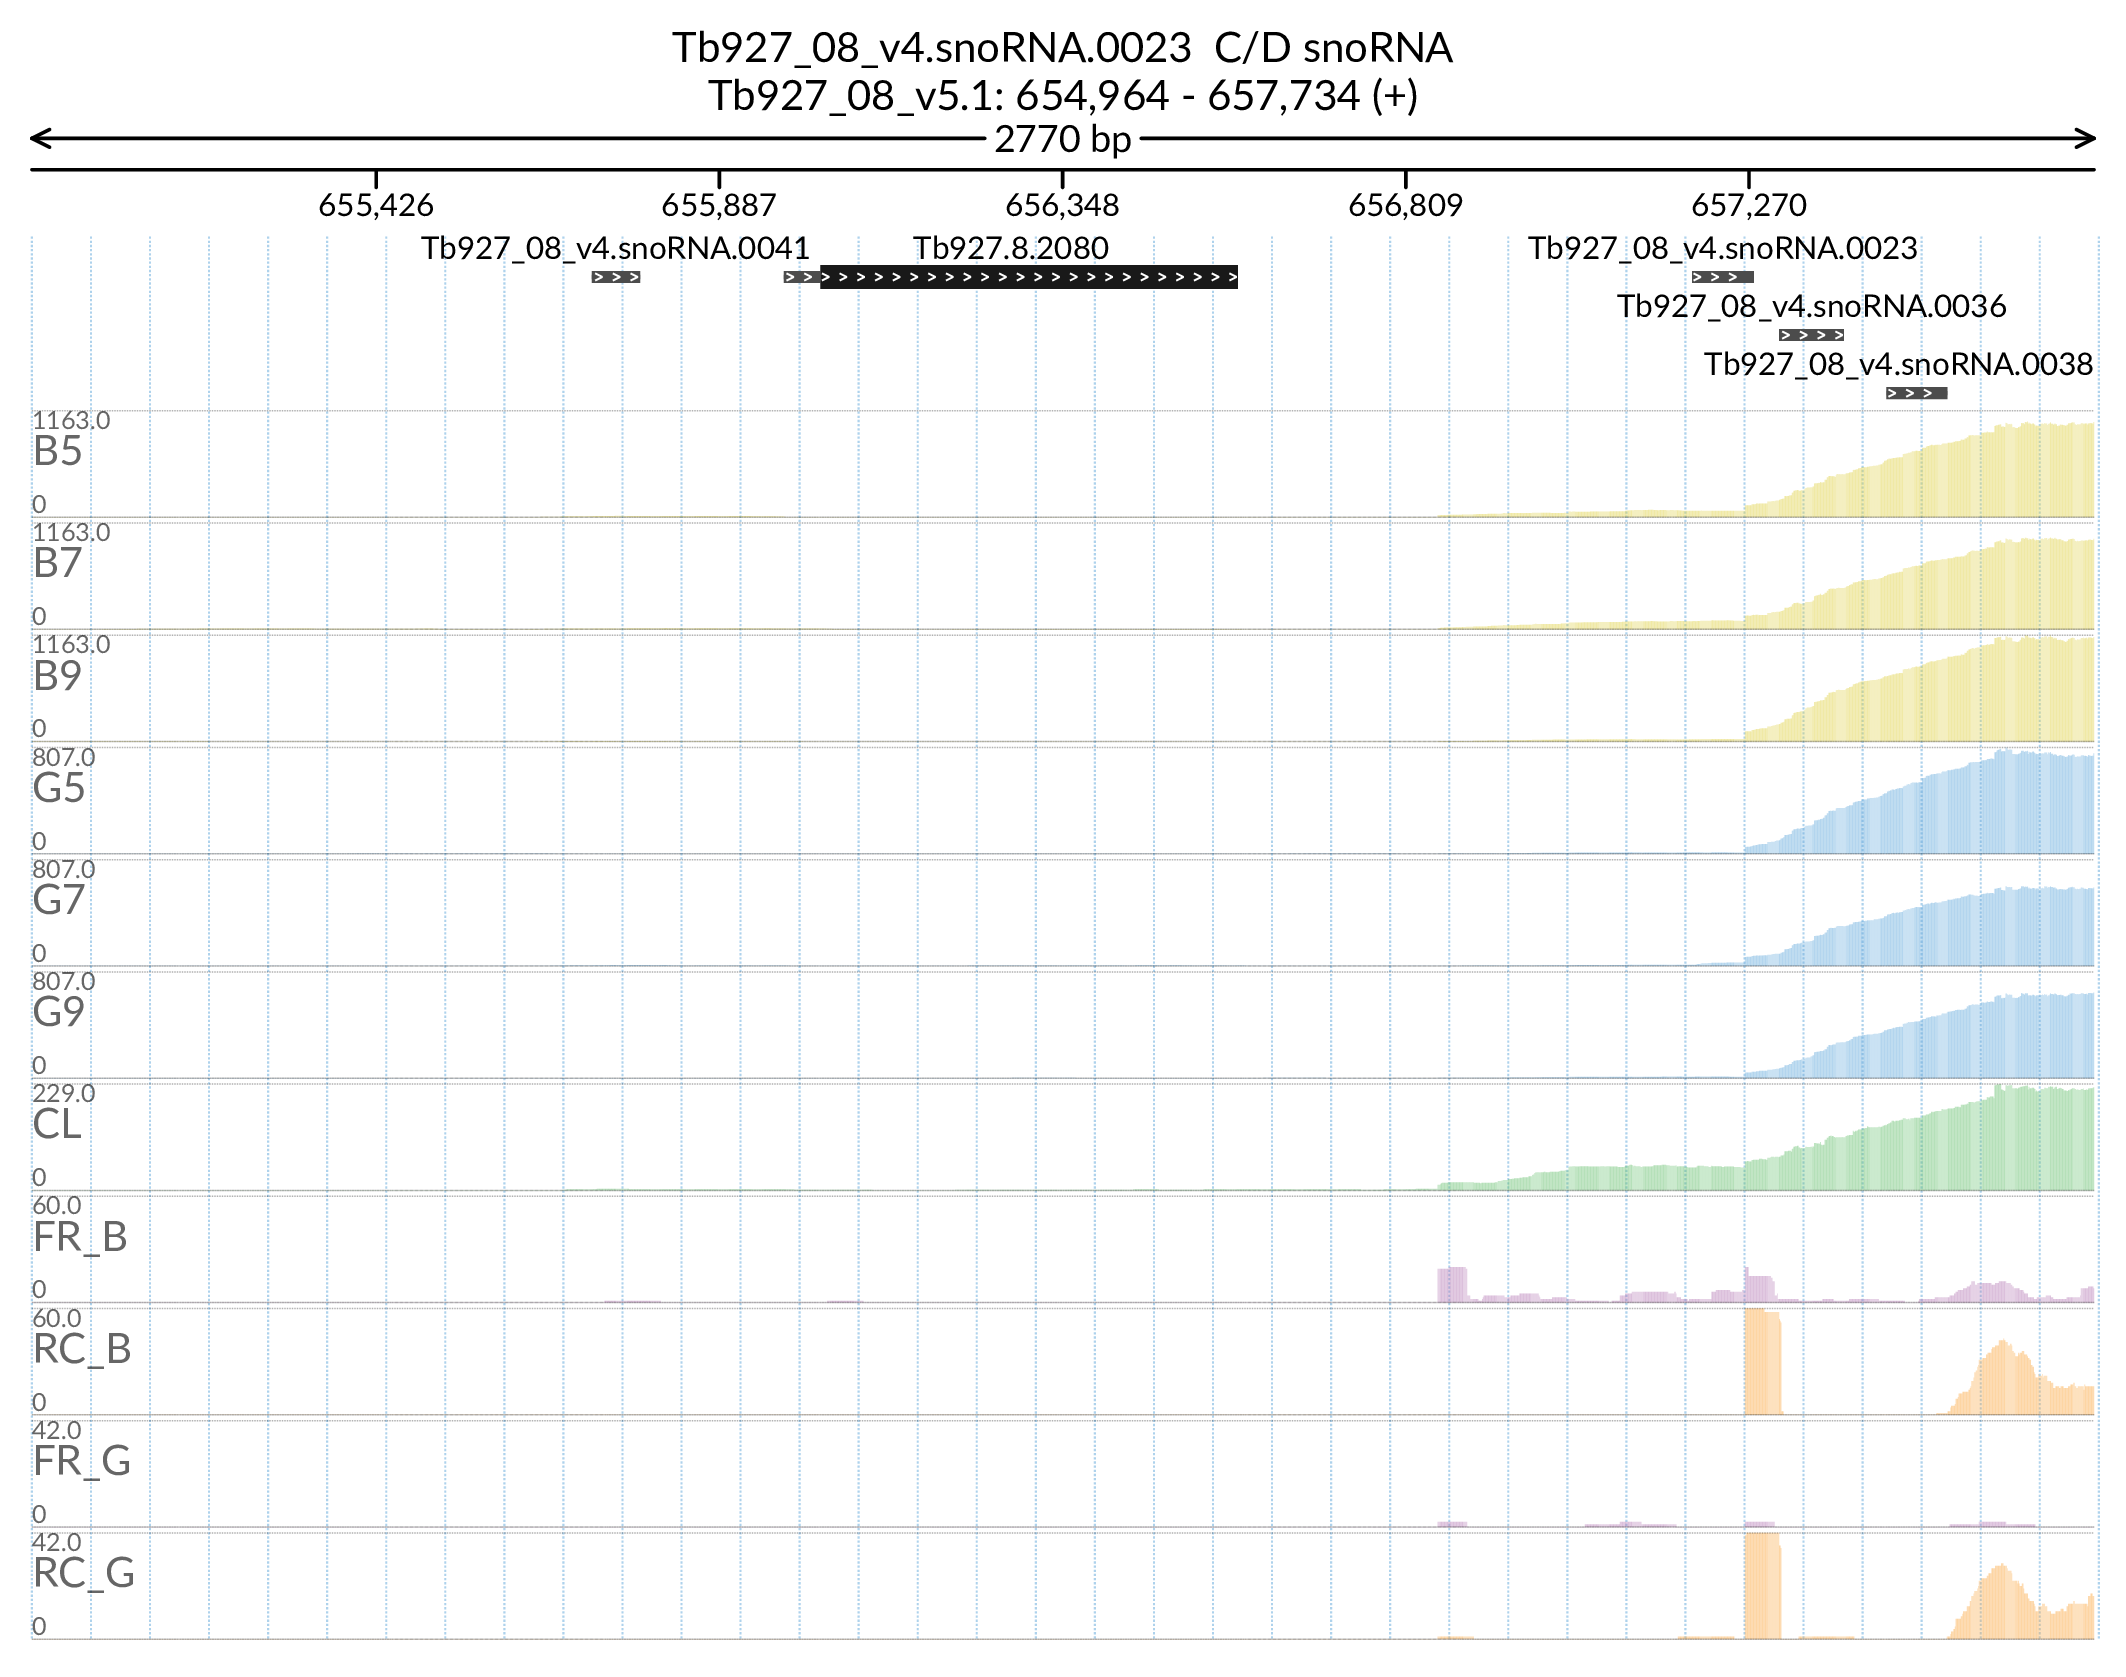 Tb927_08_v4.snoRNA.0023 C/D snoRNA
Tb927_08_v5.1: 654,964 - 657,734 (+)
2770 bp
655,426 655,887 656,348 656,809 657,270
Tb927_08_v4.snoRNA.0041 Tb927.8.2080 Tb927_08_v4.snoRNA.0023
Tb927_08_v4.snoRNA.0036
Tb927_08_v4.snoRNA.0038
1163.0
B5
0
1163.0
B7
0
1163.0
B9
0
807.0
G5
0
807.0
G7
0
807.0
G9
0
229.0
CL
0
60.0
FR_B
0
60.0
RC_B
0
42.0
FR_G
0
42.0
RC_G
0